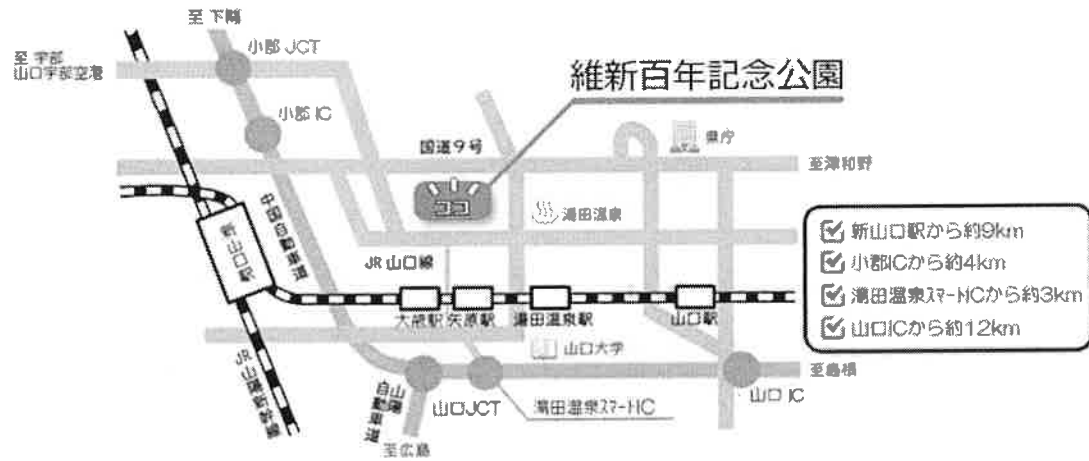 至下関
小郡 JCT
至 宇部
山口宇部空港
維新百年記念公園
小郡 IC
国道9号
県庁
至津和野
ココ
湯田温泉
中国自動車道
新山口駅
JR 山口線
新山口駅から約9km
小郡ICから約4km
湯田温泉スマートICから約3km
山口ICから約12km
大歳駅
矢原駅
湯田温泉駅
山口駅
山口大学
JR 山陽新幹線
至島根
山陽
自動車道
山口JCT
湯田温泉スマートIC
山口 IC
至広島